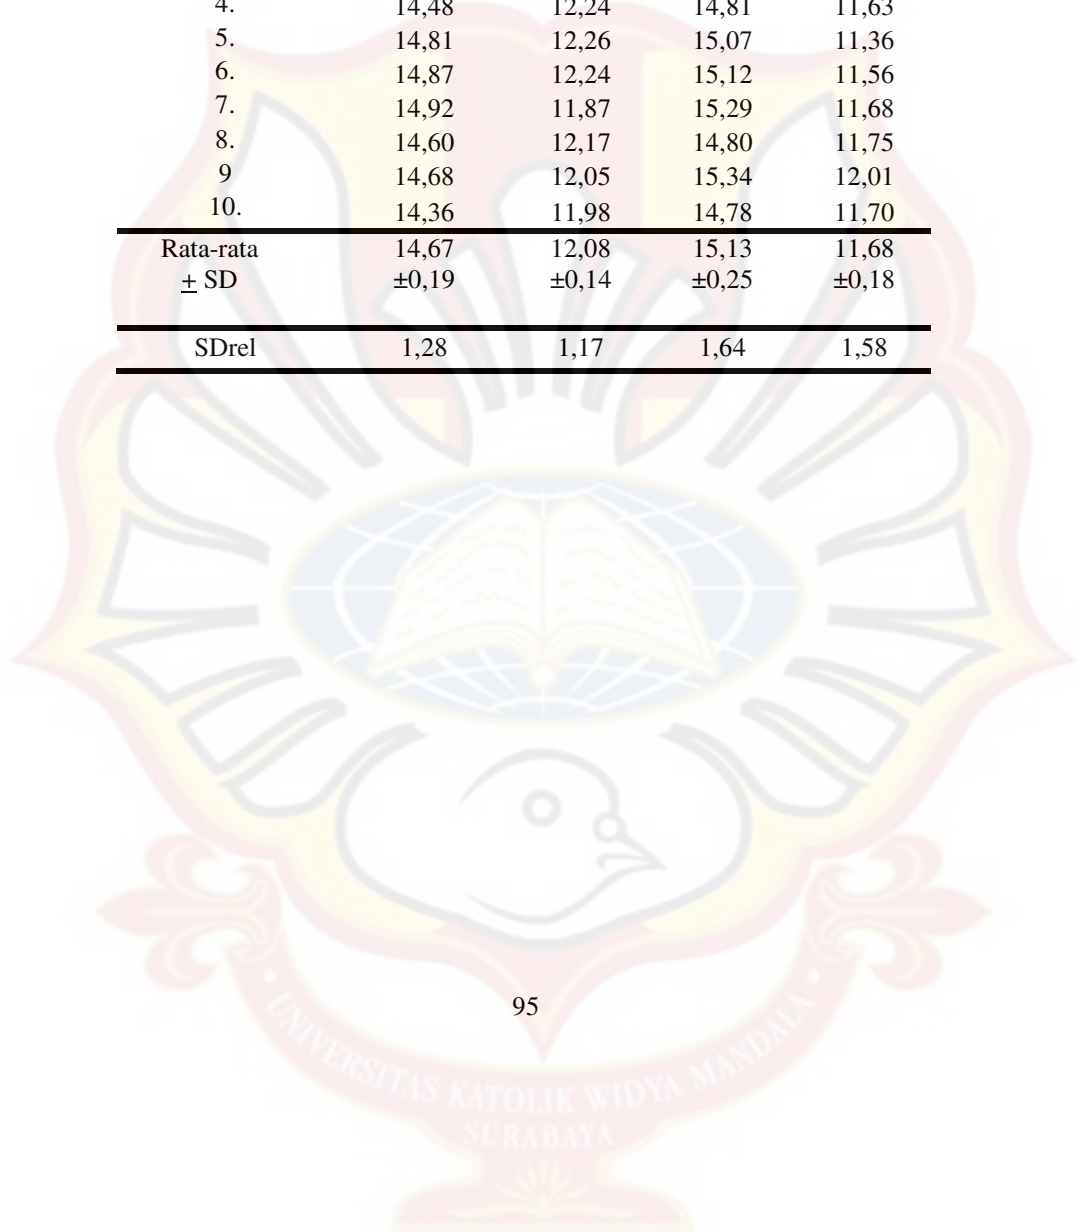 4. 14,48 12,24 14,81 11,63
5. 14,81 12,26 15,07 11,36
6. 14,87 12,24 15,12 11,56
7. 14,92 11,87 15,29 11,68
8. 14,60 12,17 14,80 11,75
9 14,68 12,05 15,34 12,01
10. 14,36 11,98 14,78 11,70
Rata-rata 14,67 12,08 15,13 11,68
+ SD ±0,19 ±0,14 ±0,25 ±0,18
SDrel 1,28 1,17 1,64 1,58
95
• UNIVERSITAS KATOLIK WIDYA MANDALA •
SURABAYA